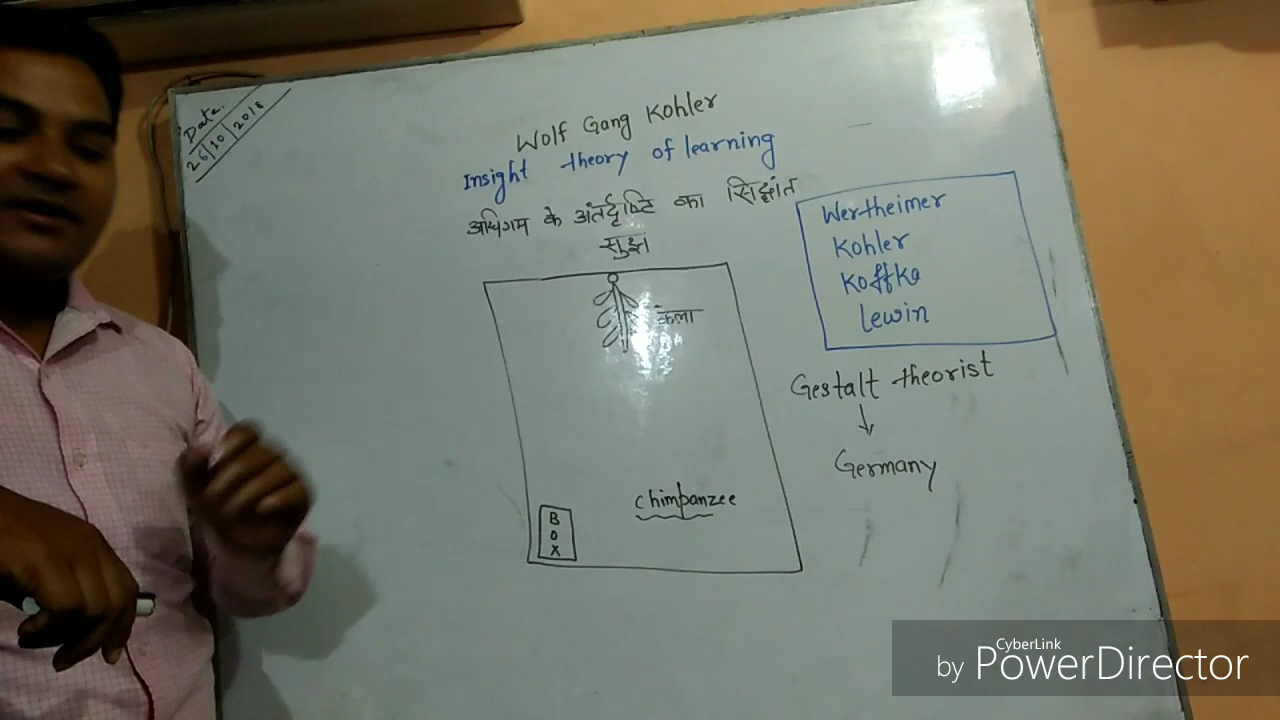 Date.
26/10/2018
Wolf Gang Kohler
Insight theory of learning
अधिगम के अंतर्दृष्टि का सिद्धांत
सुझ
केला
Chimpanzee
BOX
Wertheimer
Kohler
Koffka
Lewin
Gestalt theorist
Germany
CyberLink
by PowerDirector